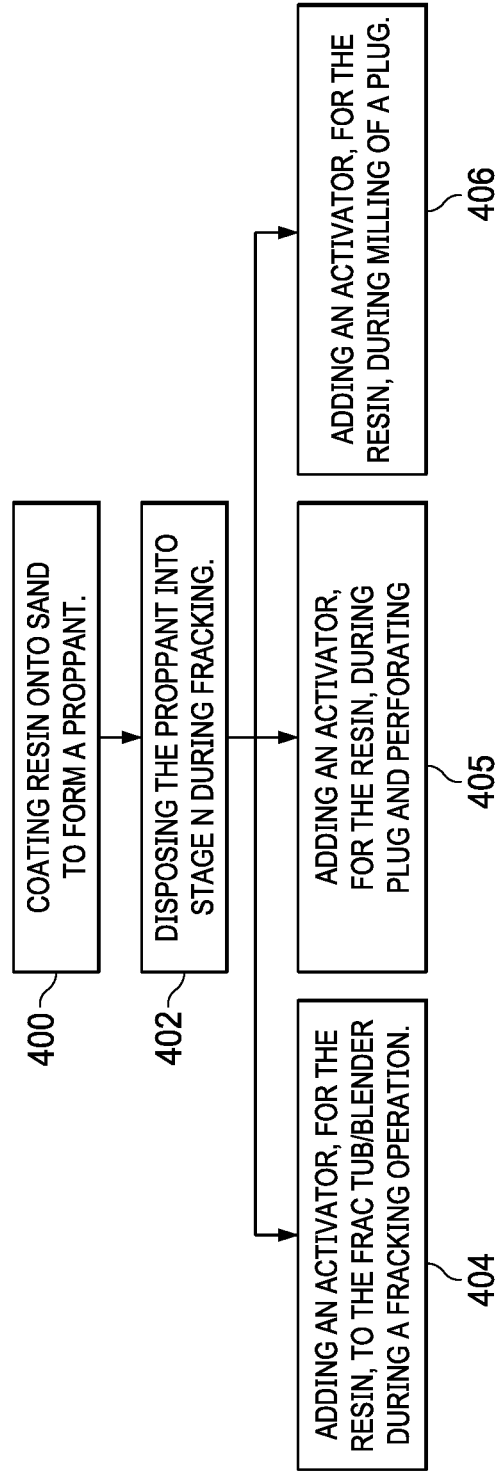 COATING RESIN ONTO SAND
TO FORM A PROPPANT.
400
DISPOSING THE PROPPANT INTO
STAGE N DURING FRACKING.
402
ADDING AN ACTIVATOR, FOR THE
RESIN, TO THE FRAC TUB/BLENDER
DURING A FRACKING OPERATION.
404
ADDING AN ACTIVATOR,
FOR THE RESIN, DURING
PLUG AND PERFORATING
405
ADDING AN ACTIVATOR, FOR THE
RESIN, DURING MILLING OF A PLUG.
406